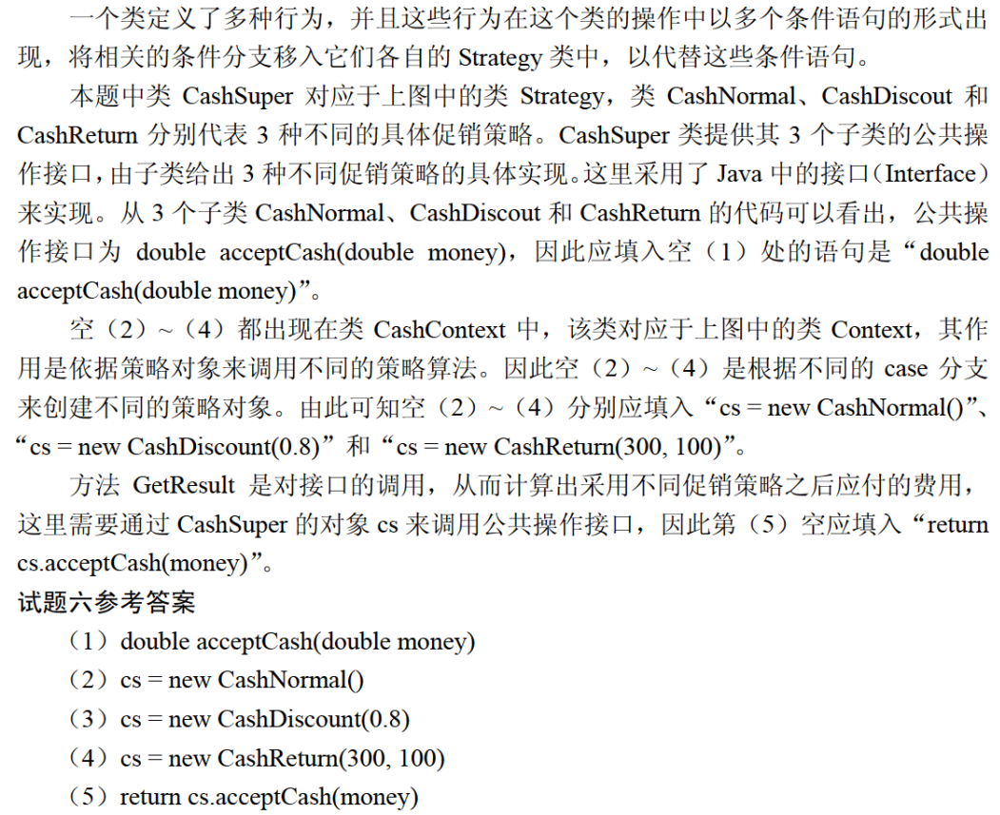 一个类定义了多种行为，并且这些行为在这个类的操作中以多个条件语句的形式出
现，将相关的条件分支移入它们各自的 Strategy 类中，以代替这些条件语句。
本题中类 CashSuper 对应于上图中的类 Strategy，类 CashNormal、CashDiscout 和
CashReturn 分别代表 3 种不同的具体促销策略。CashSuper 类提供其 3 个子类的公共操
作接口，由子类给出 3 种不同促销策略的具体实现。这里采用了 Java 中的接口（Interface）
来实现。从 3 个子类 CashNormal、CashDiscout 和 CashReturn 的代码可以看出，公共操
作接口为 double acceptCash(double money)，因此应填入空（1）处的语句是“double
acceptCash(double money)”。
空（2）~（4）都出现在类 CashContext 中，该类对应于上图中的类 Context，其作
用是依据策略对象来调用不同的策略算法。因此空（2）~（4）是根据不同的 case 分支
来创建不同的策略对象。由此可知空（2）~（4）分别应填入“cs = new CashNormal()”、
“cs = new CashDiscount(0.8)”和“cs = new CashReturn(300, 100)”。
方法 GetResult 是对接口的调用，从而计算出采用不同促销策略之后应付的费用，
这里需要通过 CashSuper 的对象 cs 来调用公共操作接口，因此第（5）空应填入“return
cs.acceptCash(money)”。
试题六参考答案
（1）double acceptCash(double money)
（2）cs = new CashNormal()
（3）cs = new CashDiscount(0.8)
（4）cs = new CashReturn(300, 100)
（5）return cs.acceptCash(money)